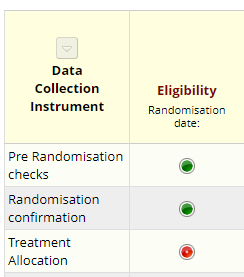 Data
Collection
Instrument
Eligibility
Randomisation
date:
Pre Randomisation
checks
Randomisation
confirmation
Treatment
Allocation